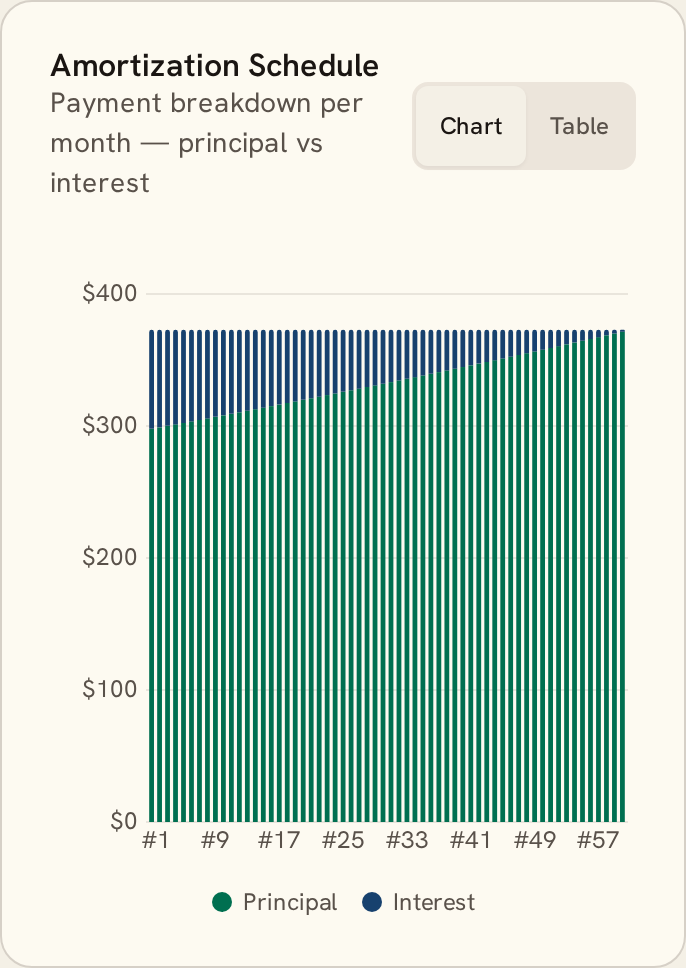 Amortization Schedule
Payment breakdown per
month — principal vs
interest
Chart Table
$400
$300
$200
$100
$0
#1 #9 #17 #25 #33 #41 #49 #57
Principal Interest